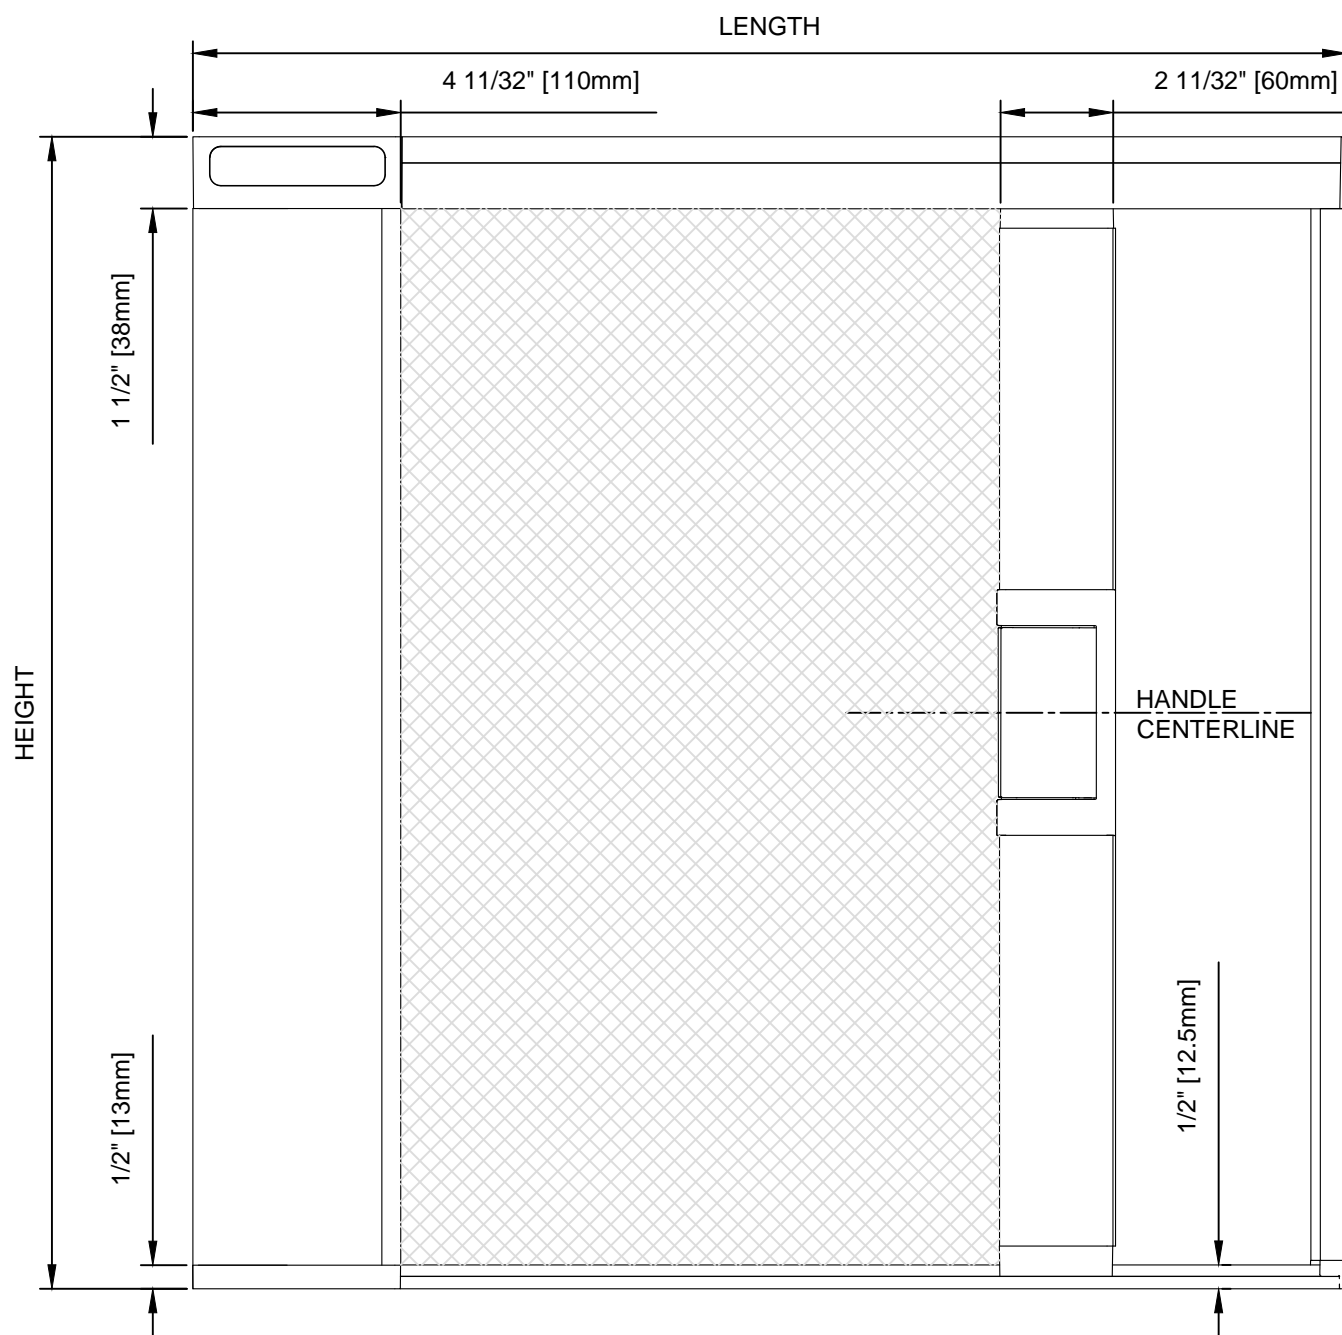 LENGTH
4 11/32" [110mm]
2 11/32" [60mm]
1 1/2" [38mm]
HEIGHT
HANDLE
CENTERLINE
1/2" [12.5mm]
1/2" [13mm]